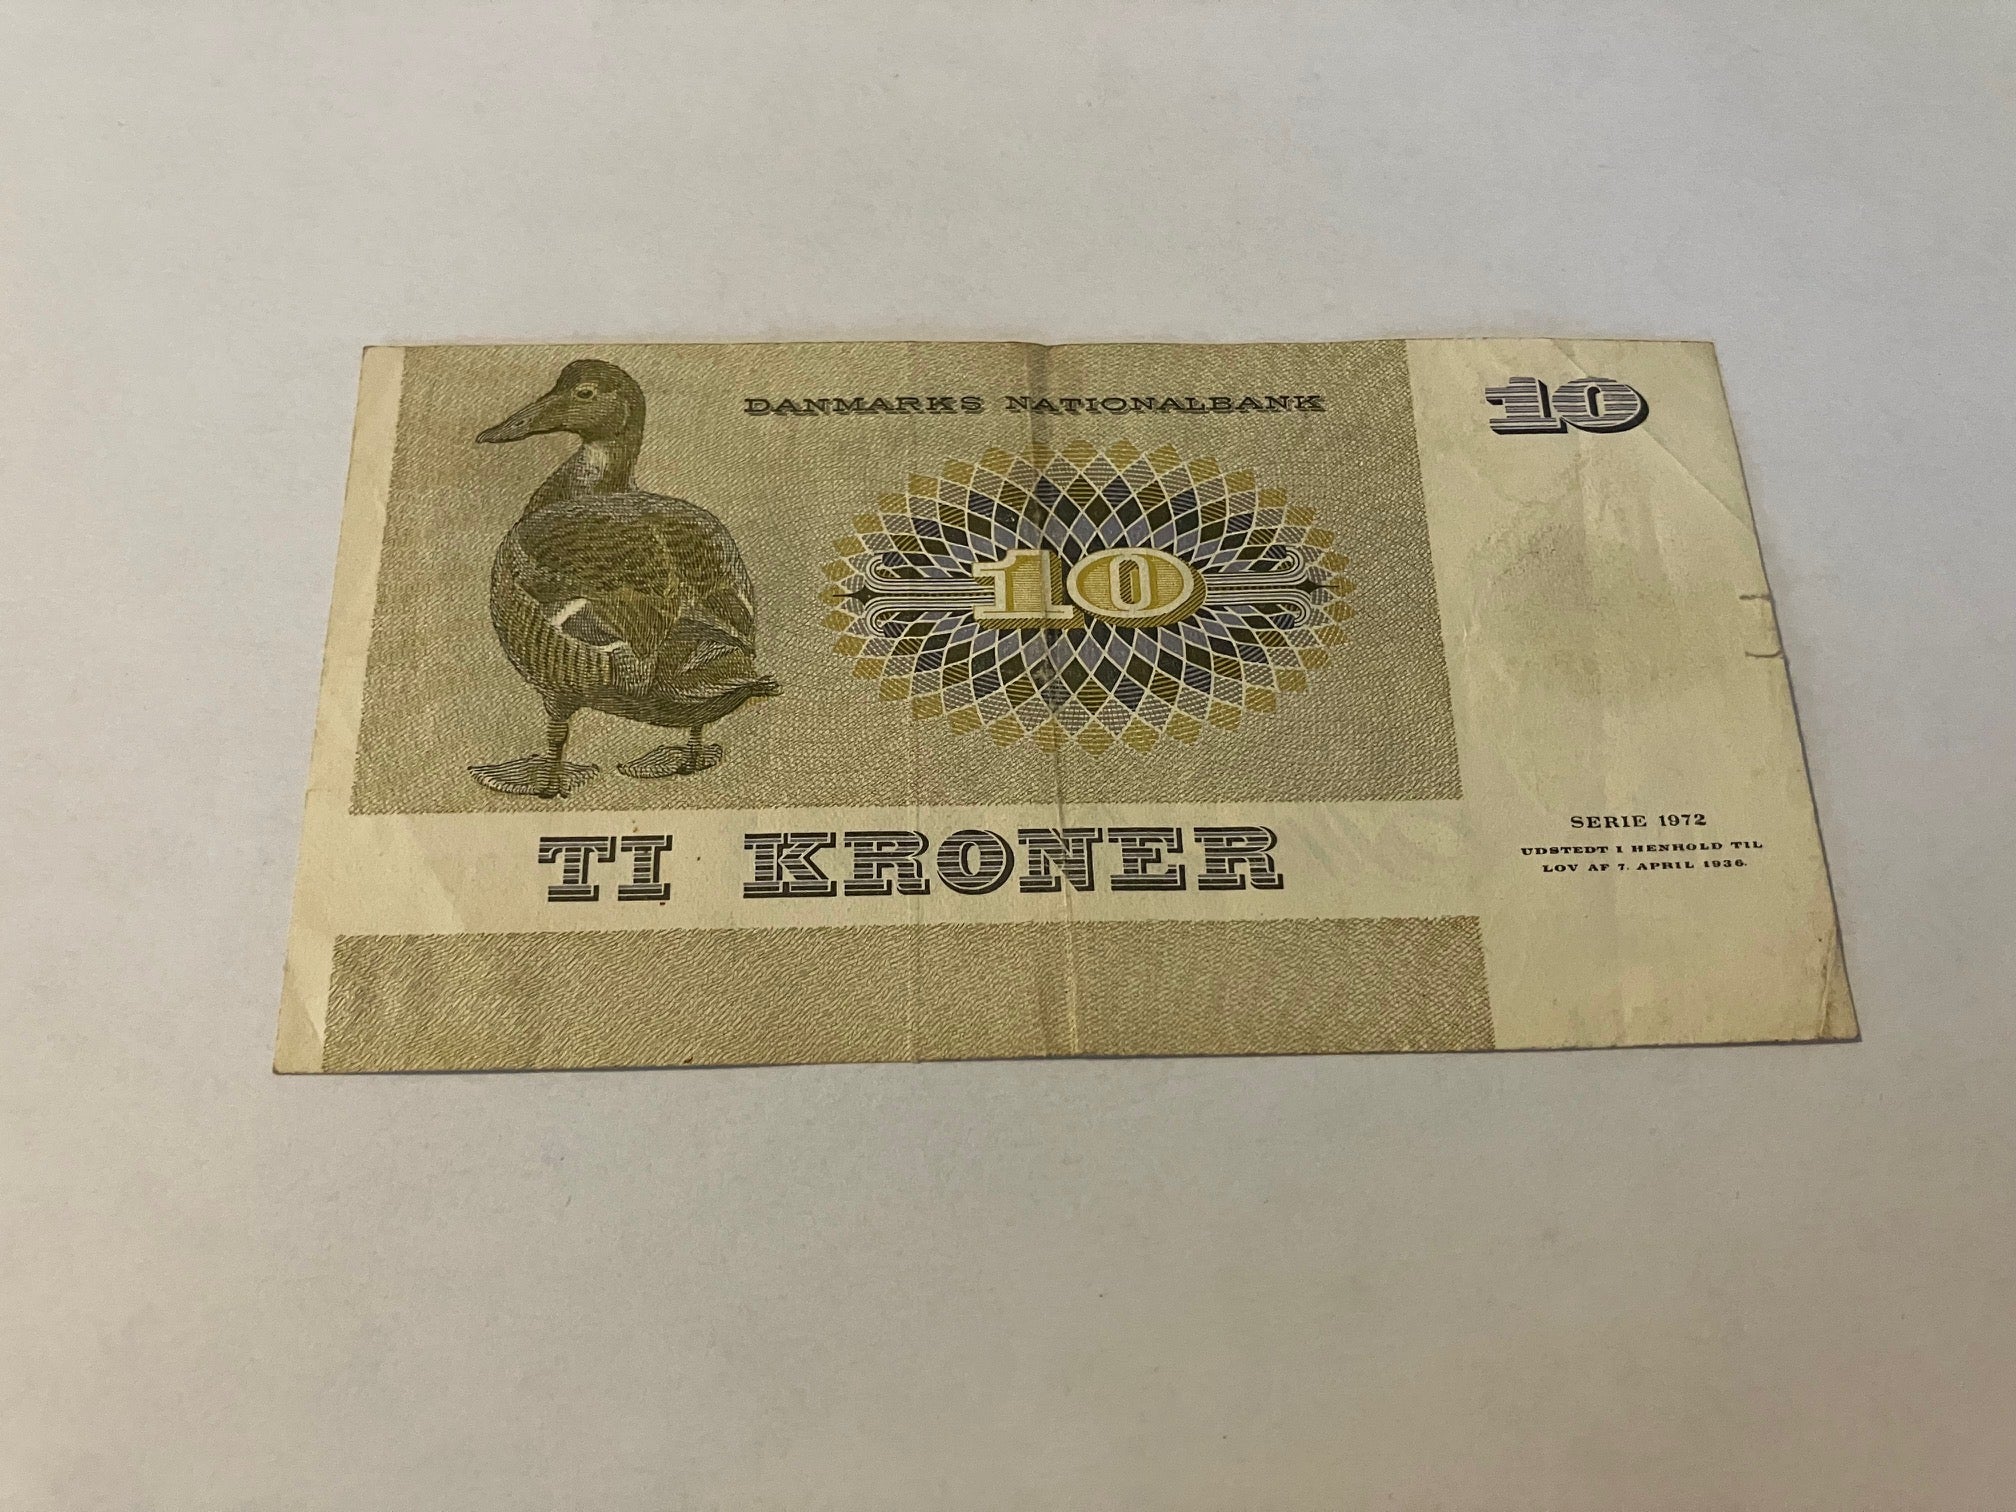 DANMARKS NATIONALBANK
10
10
TI KRONER
SERIE 1972
UDSTEDT I HENHOLD TIL
LOV AF 7. APRIL 1936.